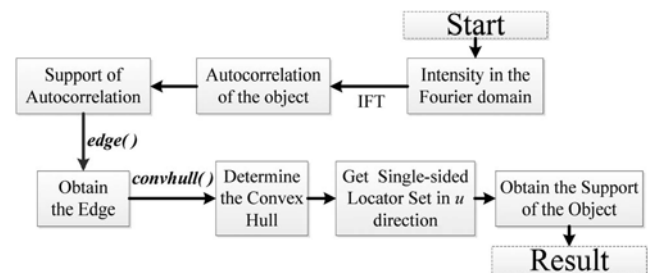 Start
Intensity in the
Fourier domain
IFT
Autocorrelation
of the object
Support of
Autocorrelation
edge( )
Obtain
the Edge
convhull( )
Determine
the Convex
Hull
Get Single-sided
Locator Set in u
direction
Obtain the Support
of the Object
Result